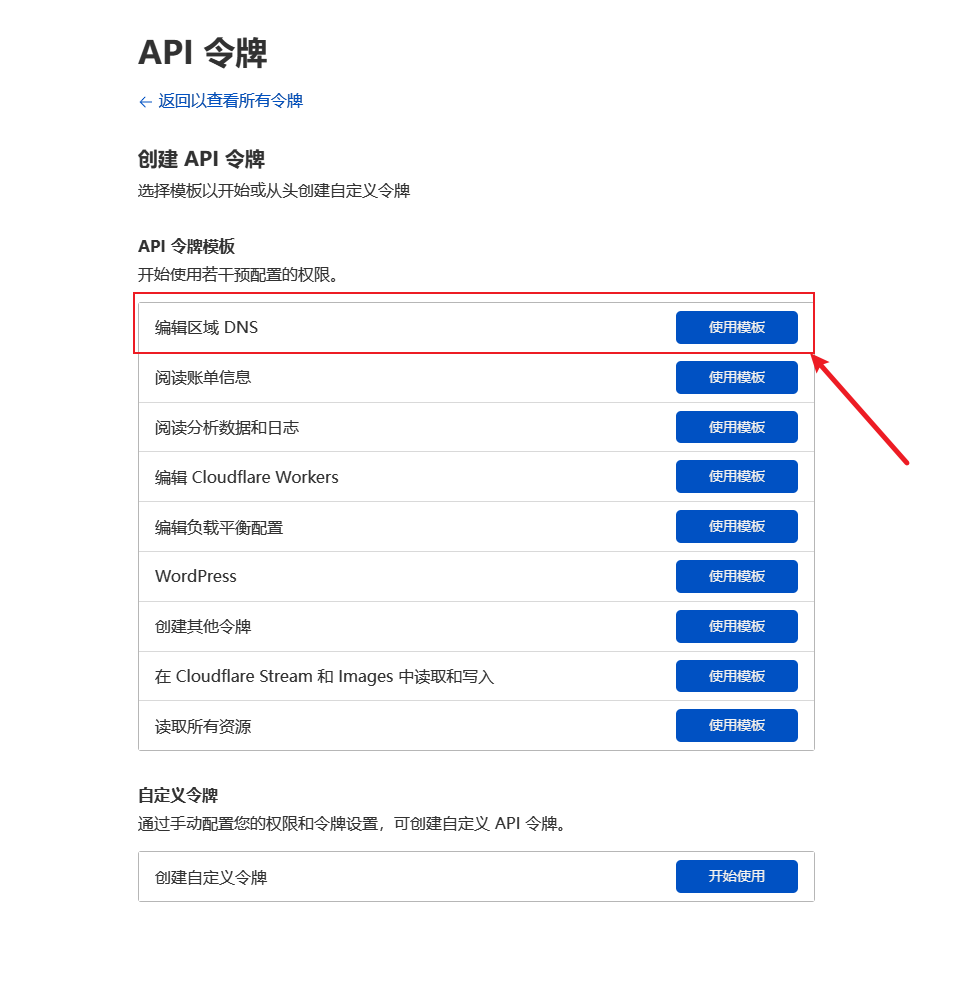 API 令牌
← 返回以查看所有令牌
创建 API 令牌
选择模板以开始或从头创建自定义令牌
API 令牌模板
开始使用若干预配置的权限。
编辑区域 DNS 使用模板
阅读账单信息 使用模板
阅读分析数据和日志 使用模板
编辑 Cloudflare Workers 使用模板
编辑负载平衡配置 使用模板
WordPress 使用模板
创建其他令牌 使用模板
在 Cloudflare Stream 和 Images 中读取和写入 使用模板
读取所有资源 使用模板
自定义令牌
通过手动配置您的权限和令牌设置，可创建自定义 API 令牌。
创建自定义令牌 开始使用